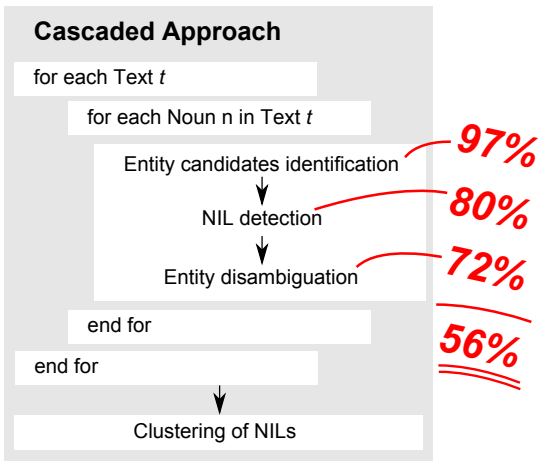 Cascaded Approach
for each Text t
for each Noun n in Text t
Entity candidates identification
97%
NIL detection
80%
Entity disambiguation
72%
end for
56%
end for
Clustering of NILs